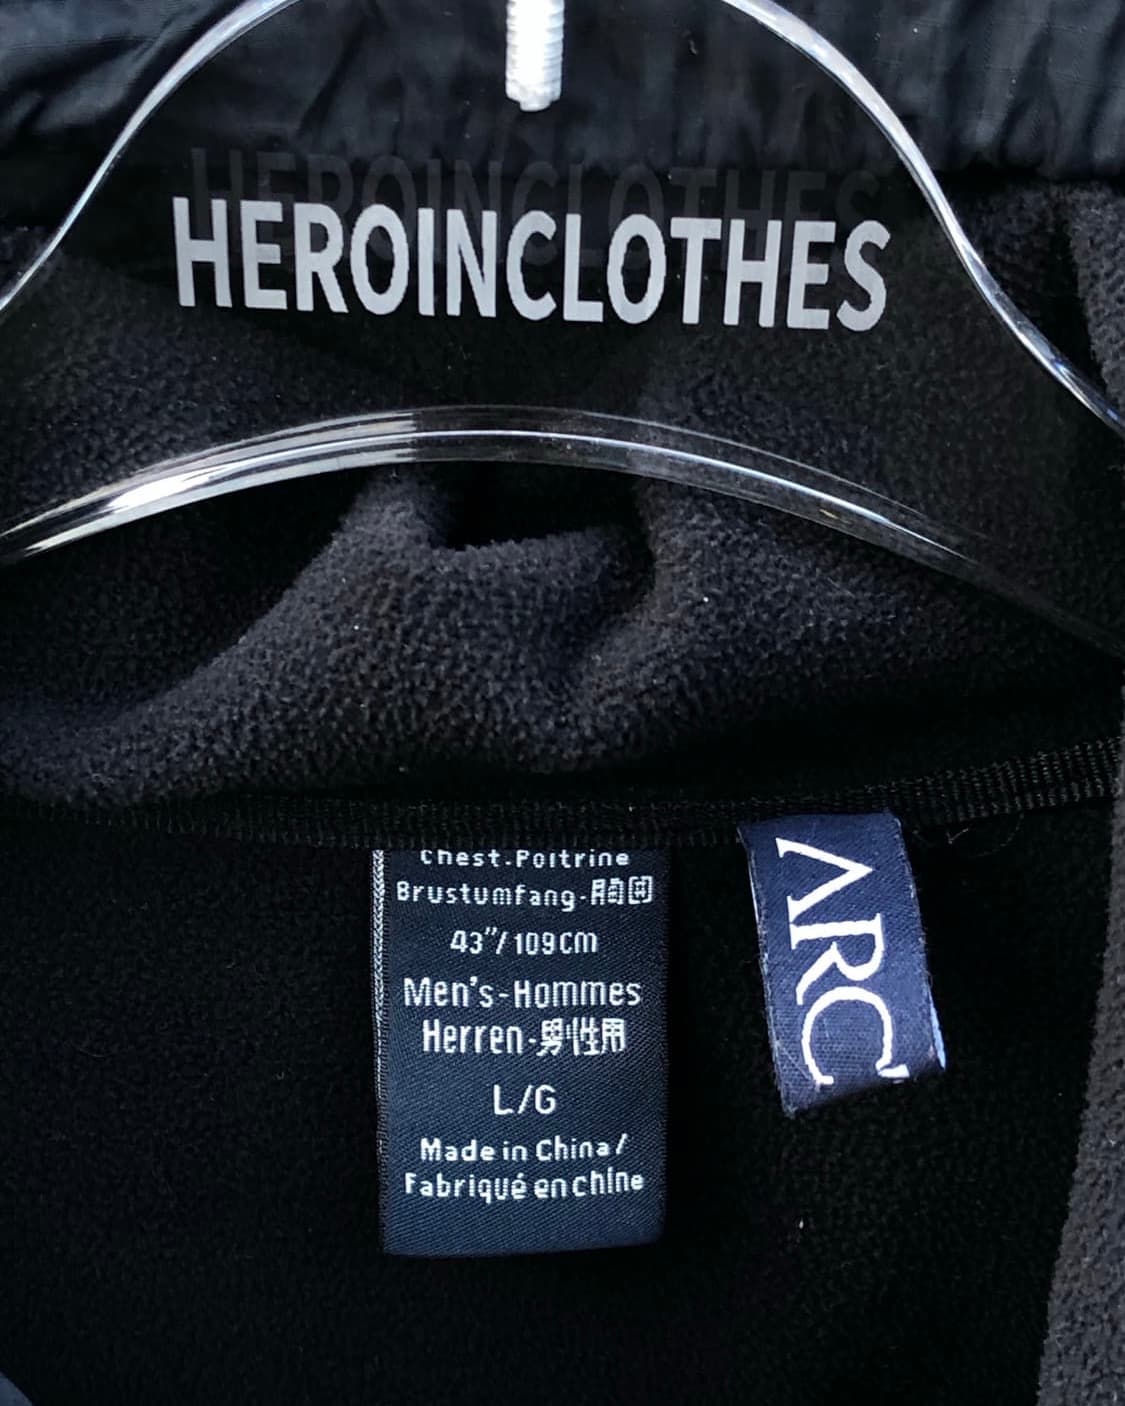 HEROINCLOTHES
Chest-Poitrine
Brustumfang-胸囲
43"/109cm
Men's-Hommes
Herren-男性用
L/G
Made in China/
Fabriqué en chine
ARC'